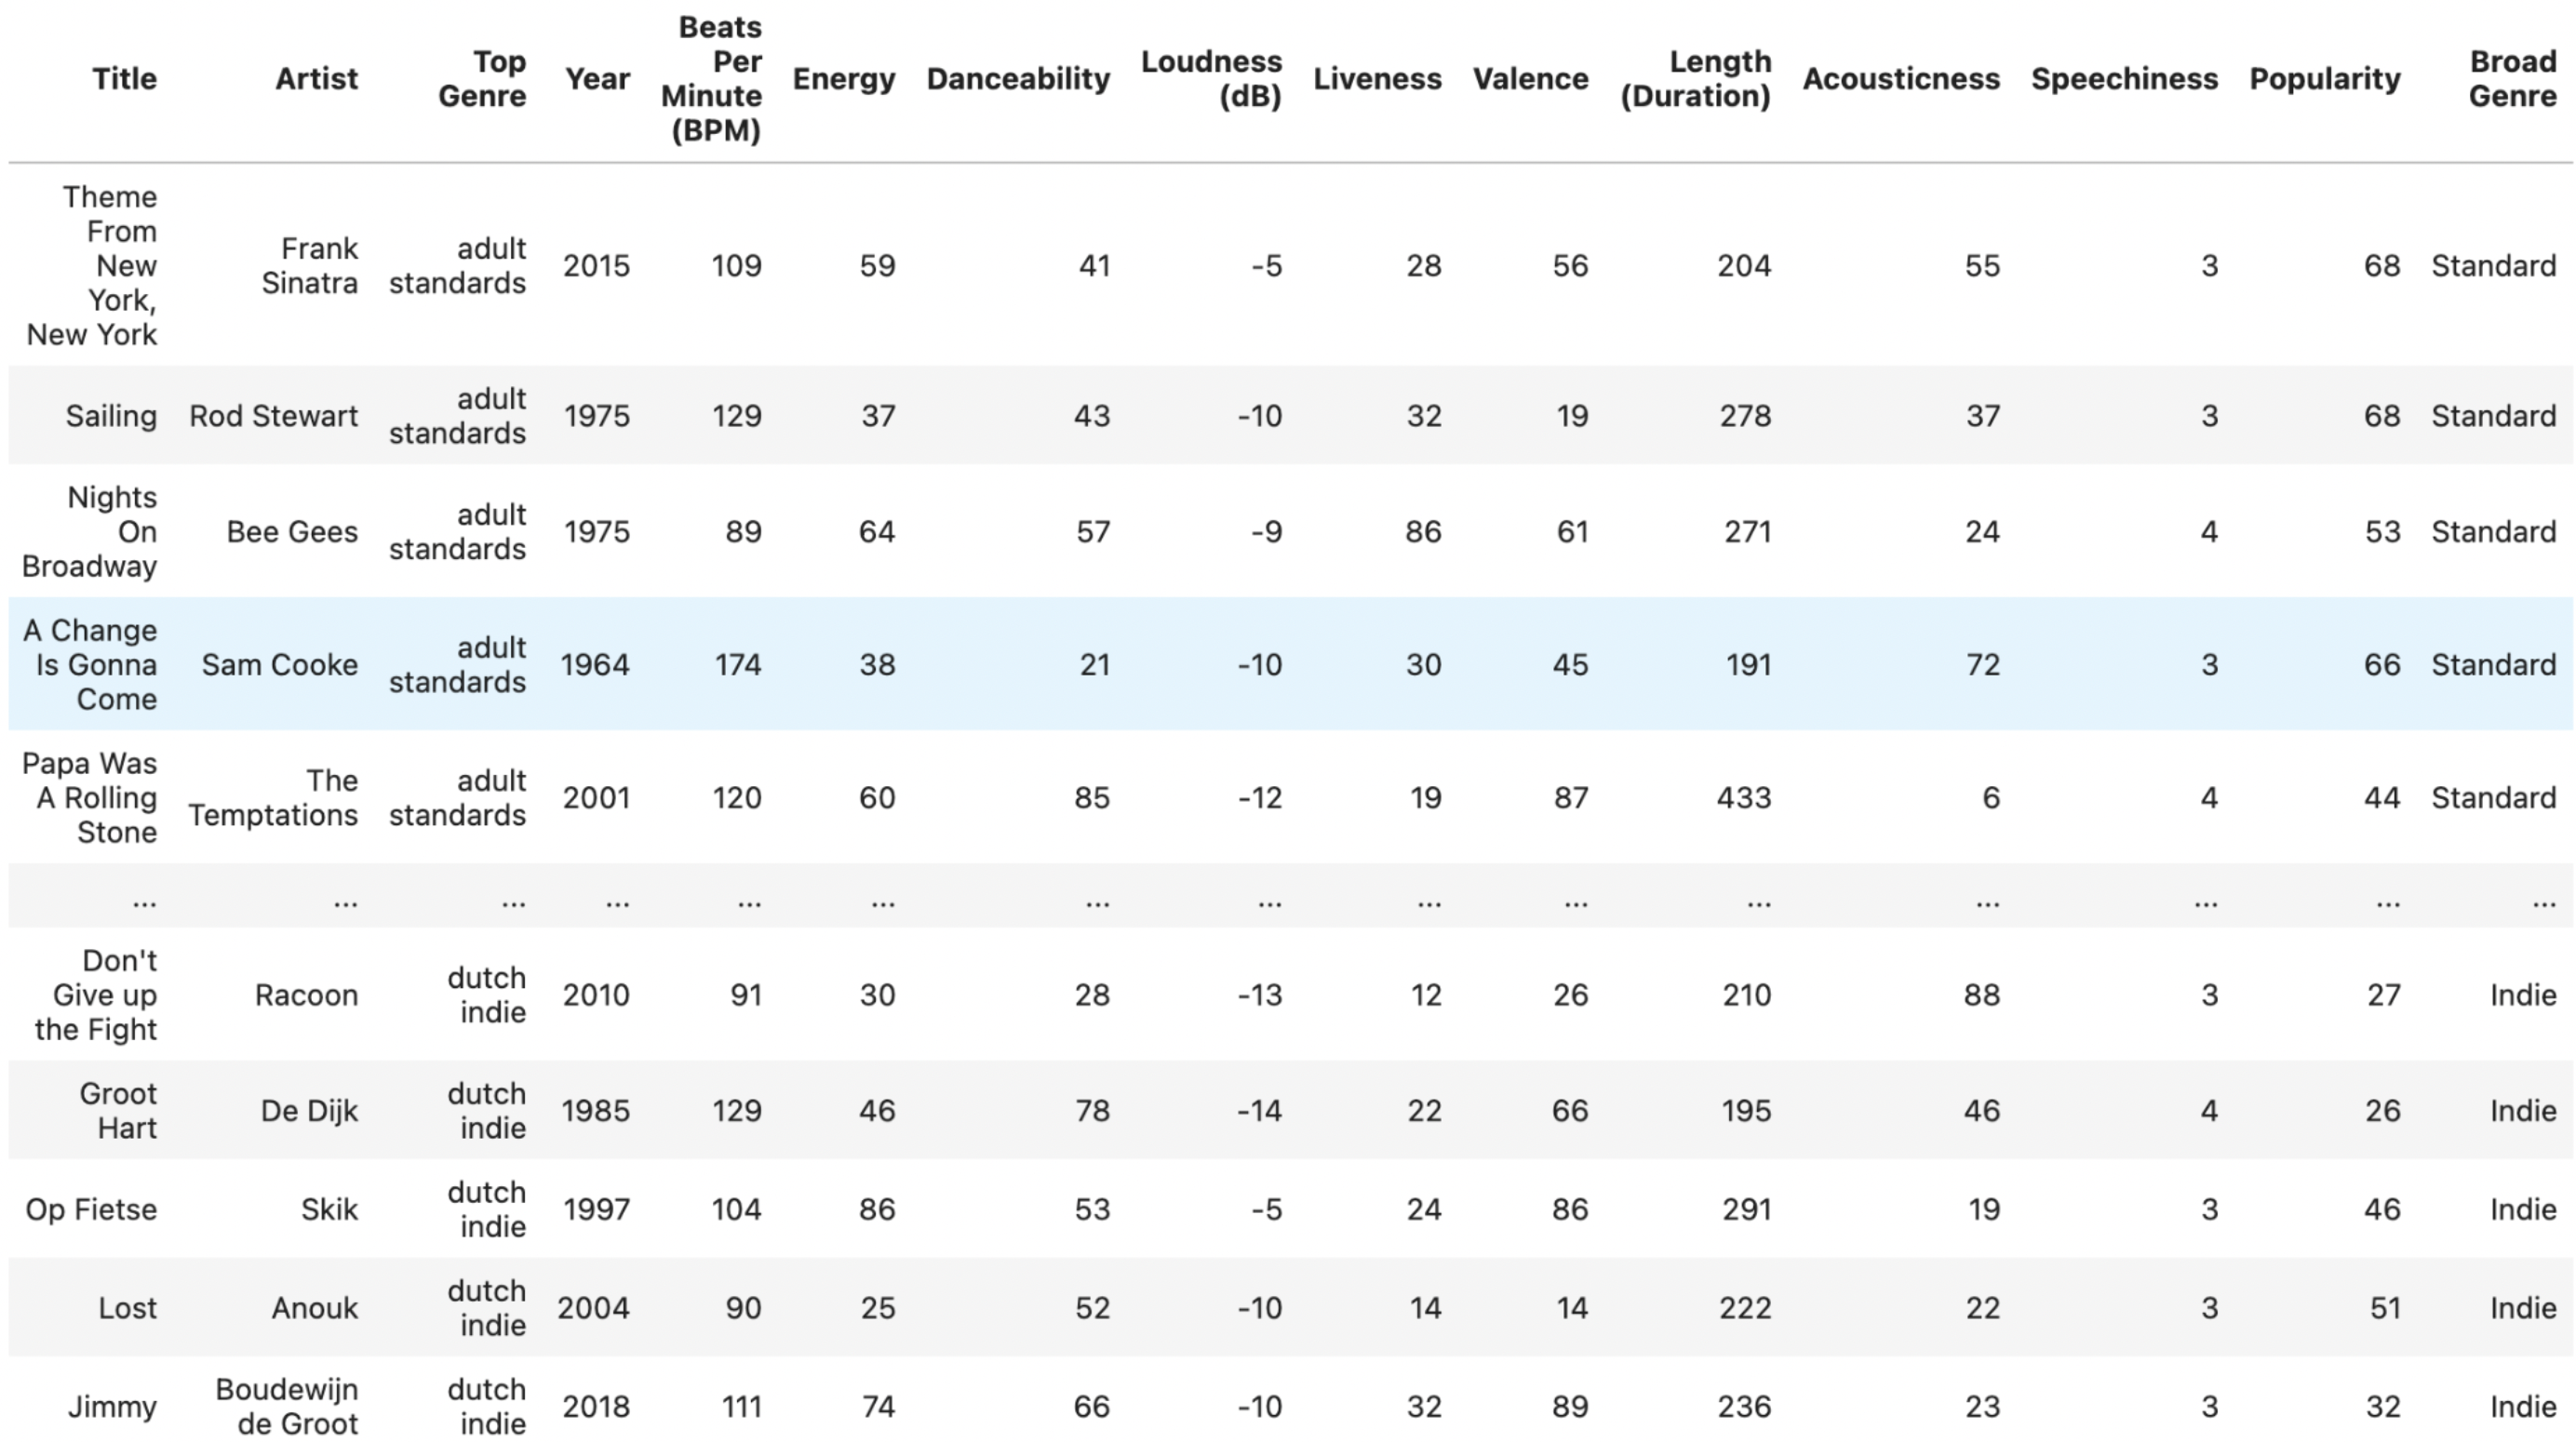 Title Artist Top Genre Year Beats Per Minute (BPM) Energy Danceability Loudness (dB) Liveness Valence Length (Duration) Acousticness Speechiness Popularity Broad Genre
Theme From New York, New York Frank Sinatra adult standards 2015 109 59 41 -5 28 56 204 55 3 68 Standard
Sailing Rod Stewart adult standards 1975 129 37 43 -10 32 19 278 37 3 68 Standard
Nights On Broadway Bee Gees adult standards 1975 89 64 57 -9 86 61 271 24 4 53 Standard
A Change Is Gonna Come Sam Cooke adult standards 1964 174 38 21 -10 30 45 191 72 3 66 Standard
Papa Was A Rolling Stone The Temptations adult standards 2001 120 60 85 -12 19 87 433 6 4 44 Standard
... ... ... ... ... ... ... ... ... ... ... ... ... ... ...
Don't Give up the Fight Racoon dutch indie 2010 91 30 28 -13 12 26 210 88 3 27 Indie
Groot Hart De Dijk dutch indie 1985 129 46 78 -14 22 66 195 46 4 26 Indie
Op Fietse Skik dutch indie 1997 104 86 53 -5 24 86 291 19 3 46 Indie
Lost Anouk dutch indie 2004 90 25 52 -10 14 14 222 22 3 51 Indie
Jimmy Boudewijn de Groot dutch indie 2018 111 74 66 -10 32 89 236 23 3 32 Indie